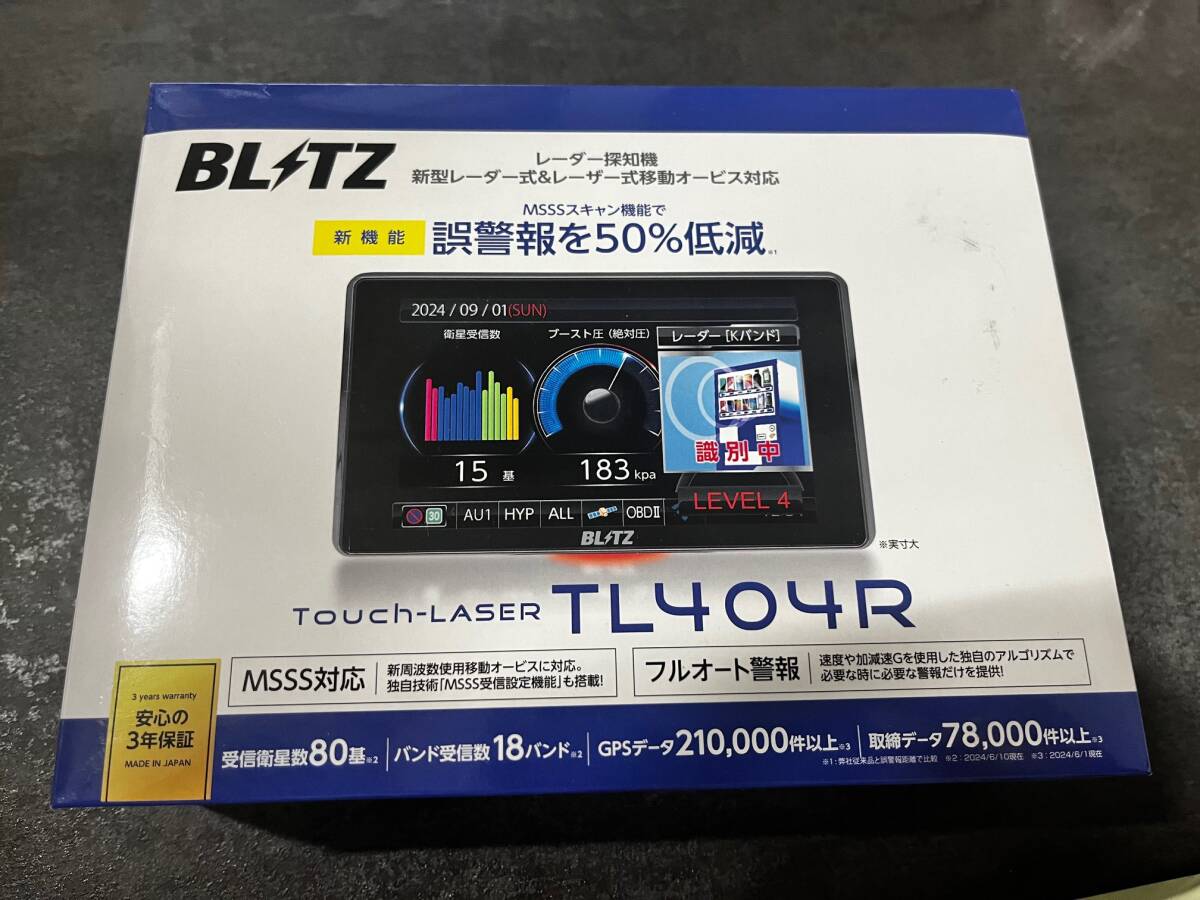 BLITZ
レーダー探知機
新型レーダー式&レーザー式移動オービス対応
MSSSスキャン機能で
新機能
誤警報を50%低減※1
2024 / 09 / 01(SUN)
衛星受信数
ブースト圧（絶対圧）
レーダー [Kバンド]
識別中
15 基
183 kpa
LEVEL 4
30
AU1 HYP ALL OBDⅡ
BLITZ
※実寸大
Touch-LASER TL404R
MSSS対応
新周波数使用移動オービスに対応。
独自技術「MSSS受信設定機能」も搭載!
フルオート警報
速度や加減速Gを使用した独自のアルゴリズムで
必要な時に必要な警報だけを提供!
3 years warranty
安心の
3年保証
MADE IN JAPAN
受信衛星数80基※2
バンド受信数18バンド※2
GPSデータ210,000件以上※3
取締データ78,000件以上※3
※1:弊社従来品と誤警報距離で比較 ※2:2024/6/10現在 ※3:2024/6/1現在